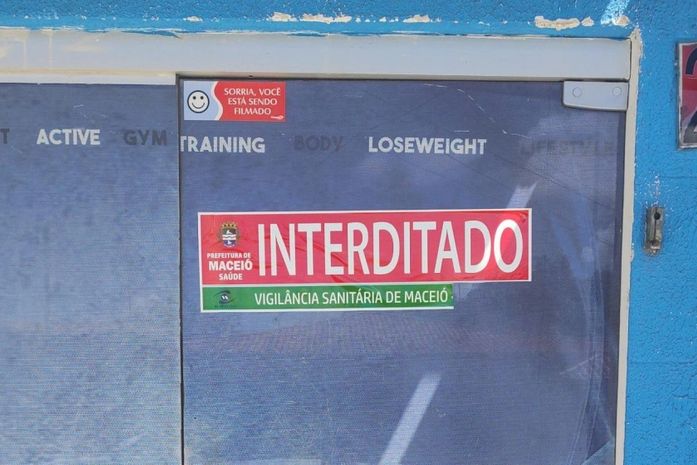 SORRIA, VOCÊ
ESTÁ SENDO
FILMADO
T ACTIVE GYM TRAINING BODY LOSEWEIGHT LIFESTYLE
PREFEITURA DE
MACEIÓ
SAÚDE
INTERDITADO
VIGILÂNCIA SANITÁRIA DE MACEIÓ